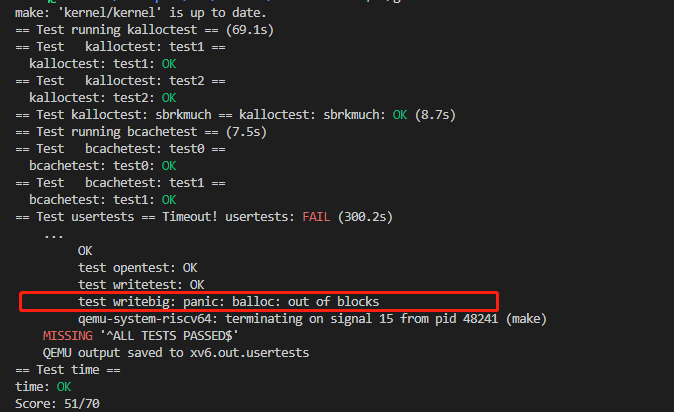 make: 'kernel/kernel' is up to date.
== Test running kalloctest == (69.1s)
== Test   kalloctest: test1 ==
  kalloctest: test1: OK
== Test   kalloctest: test2 ==
  kalloctest: test2: OK
== Test kalloctest: sbrkmuch == kalloctest: sbrkmuch: OK (8.7s)
== Test running bcachetest == (7.5s)
== Test   bcachetest: test0 ==
  bcachetest: test0: OK
== Test   bcachetest: test1 ==
  bcachetest: test1: OK
== Test usertests == Timeout! usertests: FAIL (300.2s)
    ...
         OK
         test opentest: OK
         test writetest: OK
         test writebig: panic: balloc: out of blocks
         qemu-system-riscv64: terminating on signal 15 from pid 48241 (make)
    MISSING '^ALL TESTS PASSED$'
    QEMU output saved to xv6.out.usertests
== Test time ==
time: OK
Score: 51/70